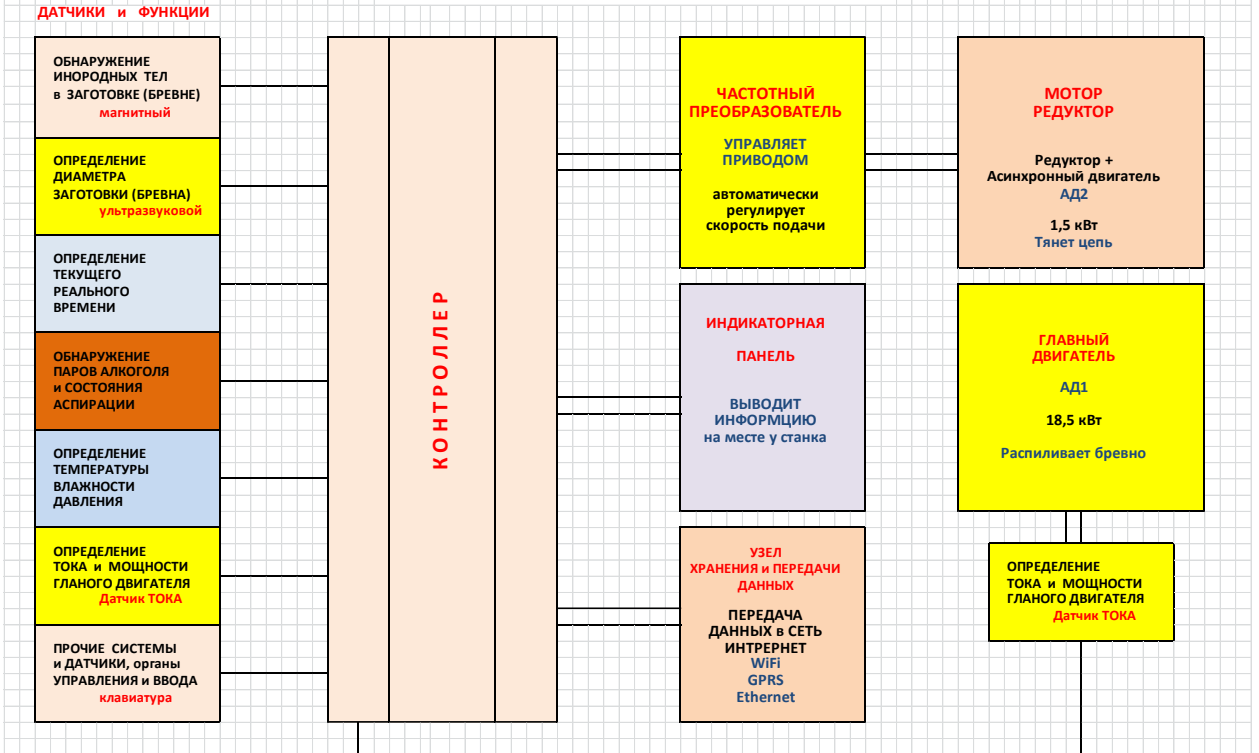 ДАТЧИКИ и ФУНКЦИИ
ОБНАРУЖЕНИЕ
ИНОРОДНЫХ ТЕЛ
в ЗАГОТОВКЕ (БРЕВНЕ)
магнитный
ОПРЕДЕЛЕНИЕ
ДИАМЕТРА
ЗАГОТОВКИ (БРЕВНА)
ультразвуковой
ОПРЕДЕЛЕНИЕ
ТЕКУЩЕГО
РЕАЛЬНОГО
ВРЕМЕНИ
ОБНАРУЖЕНИЕ
ПАРОВ АЛКОГОЛЯ
и СОСТОЯНИЯ
АСПИРАЦИИ
ОПРЕДЕЛЕНИЕ
ТЕМПЕРАТУРЫ
ВЛАЖНОСТИ
ДАВЛЕНИЯ
ОПРЕДЕЛЕНИЕ
ТОКА и МОЩНОСТИ
ГЛАНОГО ДВИГАТЕЛЯ
Датчик ТОКА
ПРОЧИЕ СИСТЕМЫ
и ДАТЧИКИ, органы
УПРАВЛЕНИЯ и ВВОДА
клавиатура
КОНТРОЛЛЕР
ЧАСТОТНЫЙ
ПРЕОБРАЗОВАТЕЛЬ
УПРАВЛЯЕТ
ПРИВОДОМ
автоматически
регулирует
скорость подачи
ИНДИКАТОРНАЯ
ПАНЕЛЬ
ВЫВОДИТ
ИНФОРМЦИЮ
на месте у станка
УЗЕЛ
ХРАНЕНИЯ и ПЕРЕДАЧИ
ДАННЫХ
ПЕРЕДАЧА
ДАННЫХ в СЕТЬ
ИНТРЕРНЕТ
WiFi
GPRS
Ethernet
МОТОР
РЕДУКТОР
Редуктор +
Асинхронный двигатель
АД2
1,5 кВт
Тянет цепь
ГЛАВНЫЙ
ДВИГАТЕЛЬ
АД1
18,5 кВт
Распиливает бревно
ОПРЕДЕЛЕНИЕ
ТОКА и МОЩНОСТИ
ГЛАНОГО ДВИГАТЕЛЯ
Датчик ТОКА